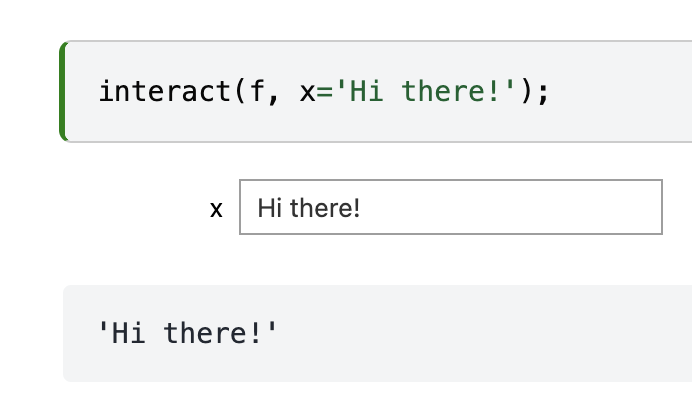 interact(f, x='Hi there!');
x Hi there!
'Hi there!'